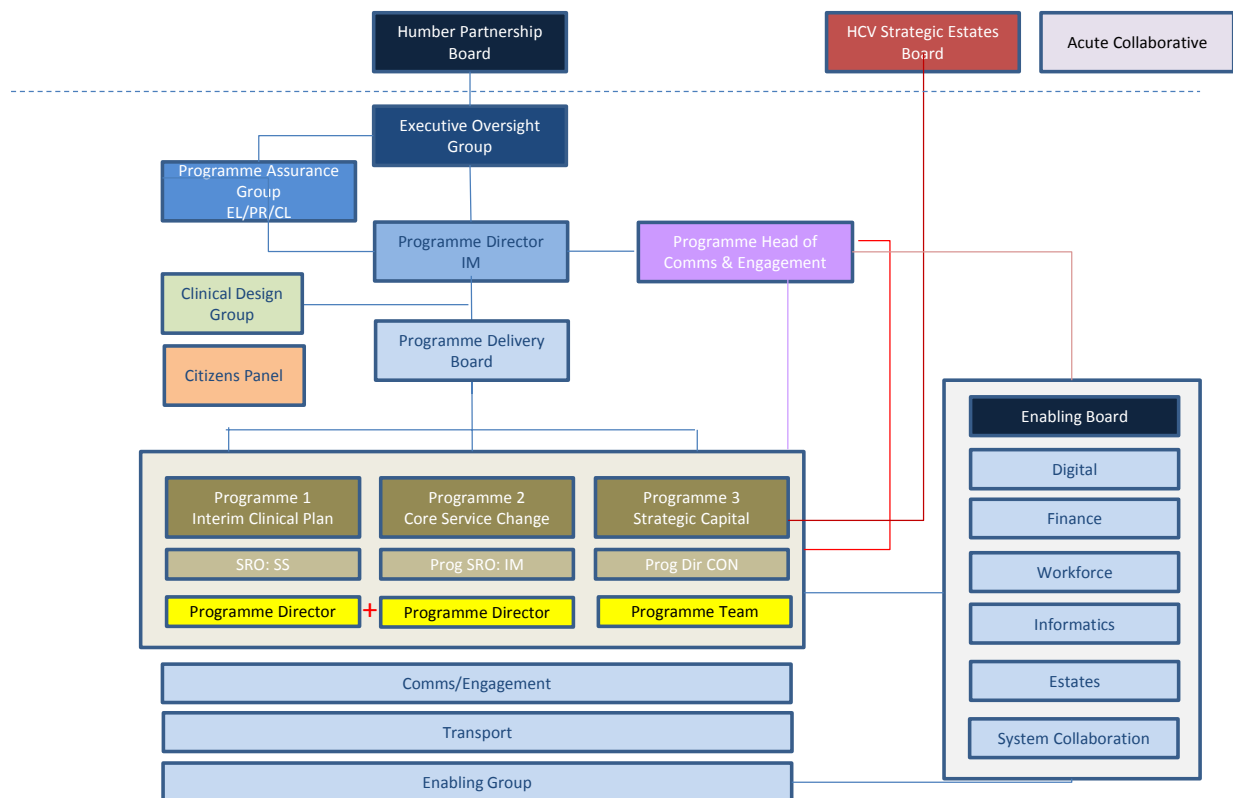 Humber Partnership
Board
HCV Strategic Estates
Board
Acute Collaborative
Executive Oversight
Group
Programme Assurance
Group
EL/PR/CL
Programme Director
IM
Programme Head of
Comms & Engagement
Clinical Design
Group
Programme Delivery
Board
Citizens Panel
Programme 1
Interim Clinical Plan
Programme 2
Core Service Change
Programme 3
Strategic Capital
SRO: SS
Prog SRO: IM
Prog Dir CON
Programme Director
+
Programme Director
Programme Team
Comms/Engagement
Transport
Enabling Group
Enabling Board
Digital
Finance
Workforce
Informatics
Estates
System Collaboration